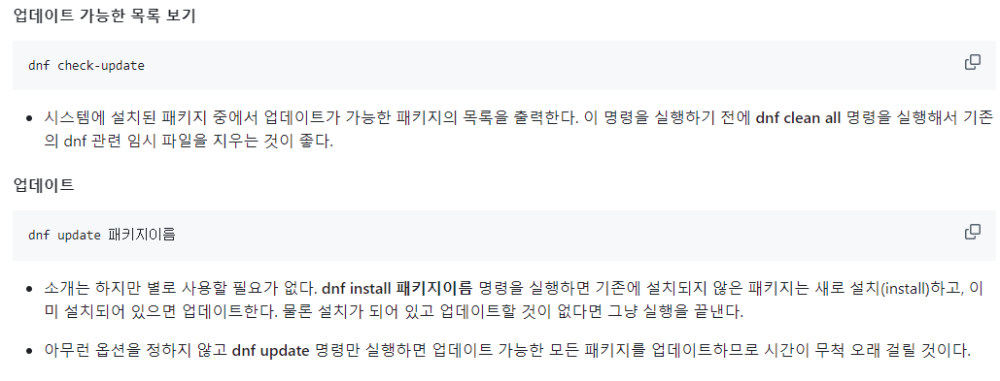 업데이트 가능한 목록 보기
dnf check-update
• 시스템에 설치된 패키지 중에서 업데이트가 가능한 패키지의 목록을 출력한다. 이 명령을 실행하기 전에 dnf clean all 명령을 실행해서 기존
의 dnf 관련 임시 파일을 지우는 것이 좋다.
업데이트
dnf update 패키지이름
• 소개는 하지만 별로 사용할 필요가 없다. dnf install 패키지이름 명령을 실행하면 기존에 설치되지 않은 패키지는 새로 설치(install)하고, 이
미 설치되어 있으면 업데이트한다. 물론 설치가 되어 있고 업데이트할 것이 없다면 그냥 실행을 끝낸다.
• 아무런 옵션을 정하지 않고 dnf update 명령만 실행하면 업데이트 가능한 모든 패키지를 업데이트하므로 시간이 무척 오래 걸릴 것이다.